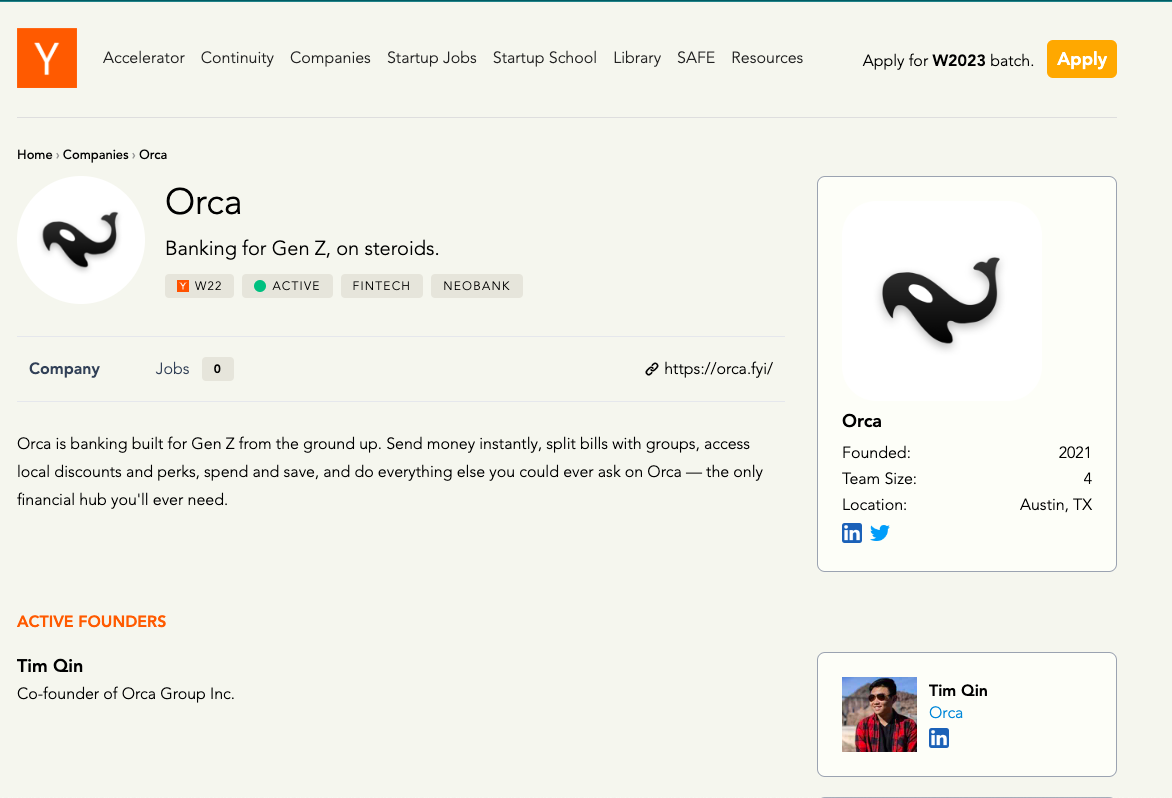 Y
Accelerator Continuity Companies Startup Jobs Startup School Library SAFE Resources
Apply for W2023 batch. Apply
Home › Companies › Orca
Orca
Banking for Gen Z, on steroids.
Y W22 ACTIVE FINTECH NEOBANK
Company Jobs 0 https://orca.fyi/
Orca is banking built for Gen Z from the ground up. Send money instantly, split bills with groups, access
local discounts and perks, spend and save, and do everything else you could ever ask on Orca — the only
financial hub you'll ever need.
Orca
Founded: 2021
Team Size: 4
Location: Austin, TX
in
ACTIVE FOUNDERS
Tim Qin
Co-founder of Orca Group Inc.
Tim Qin
Orca
in